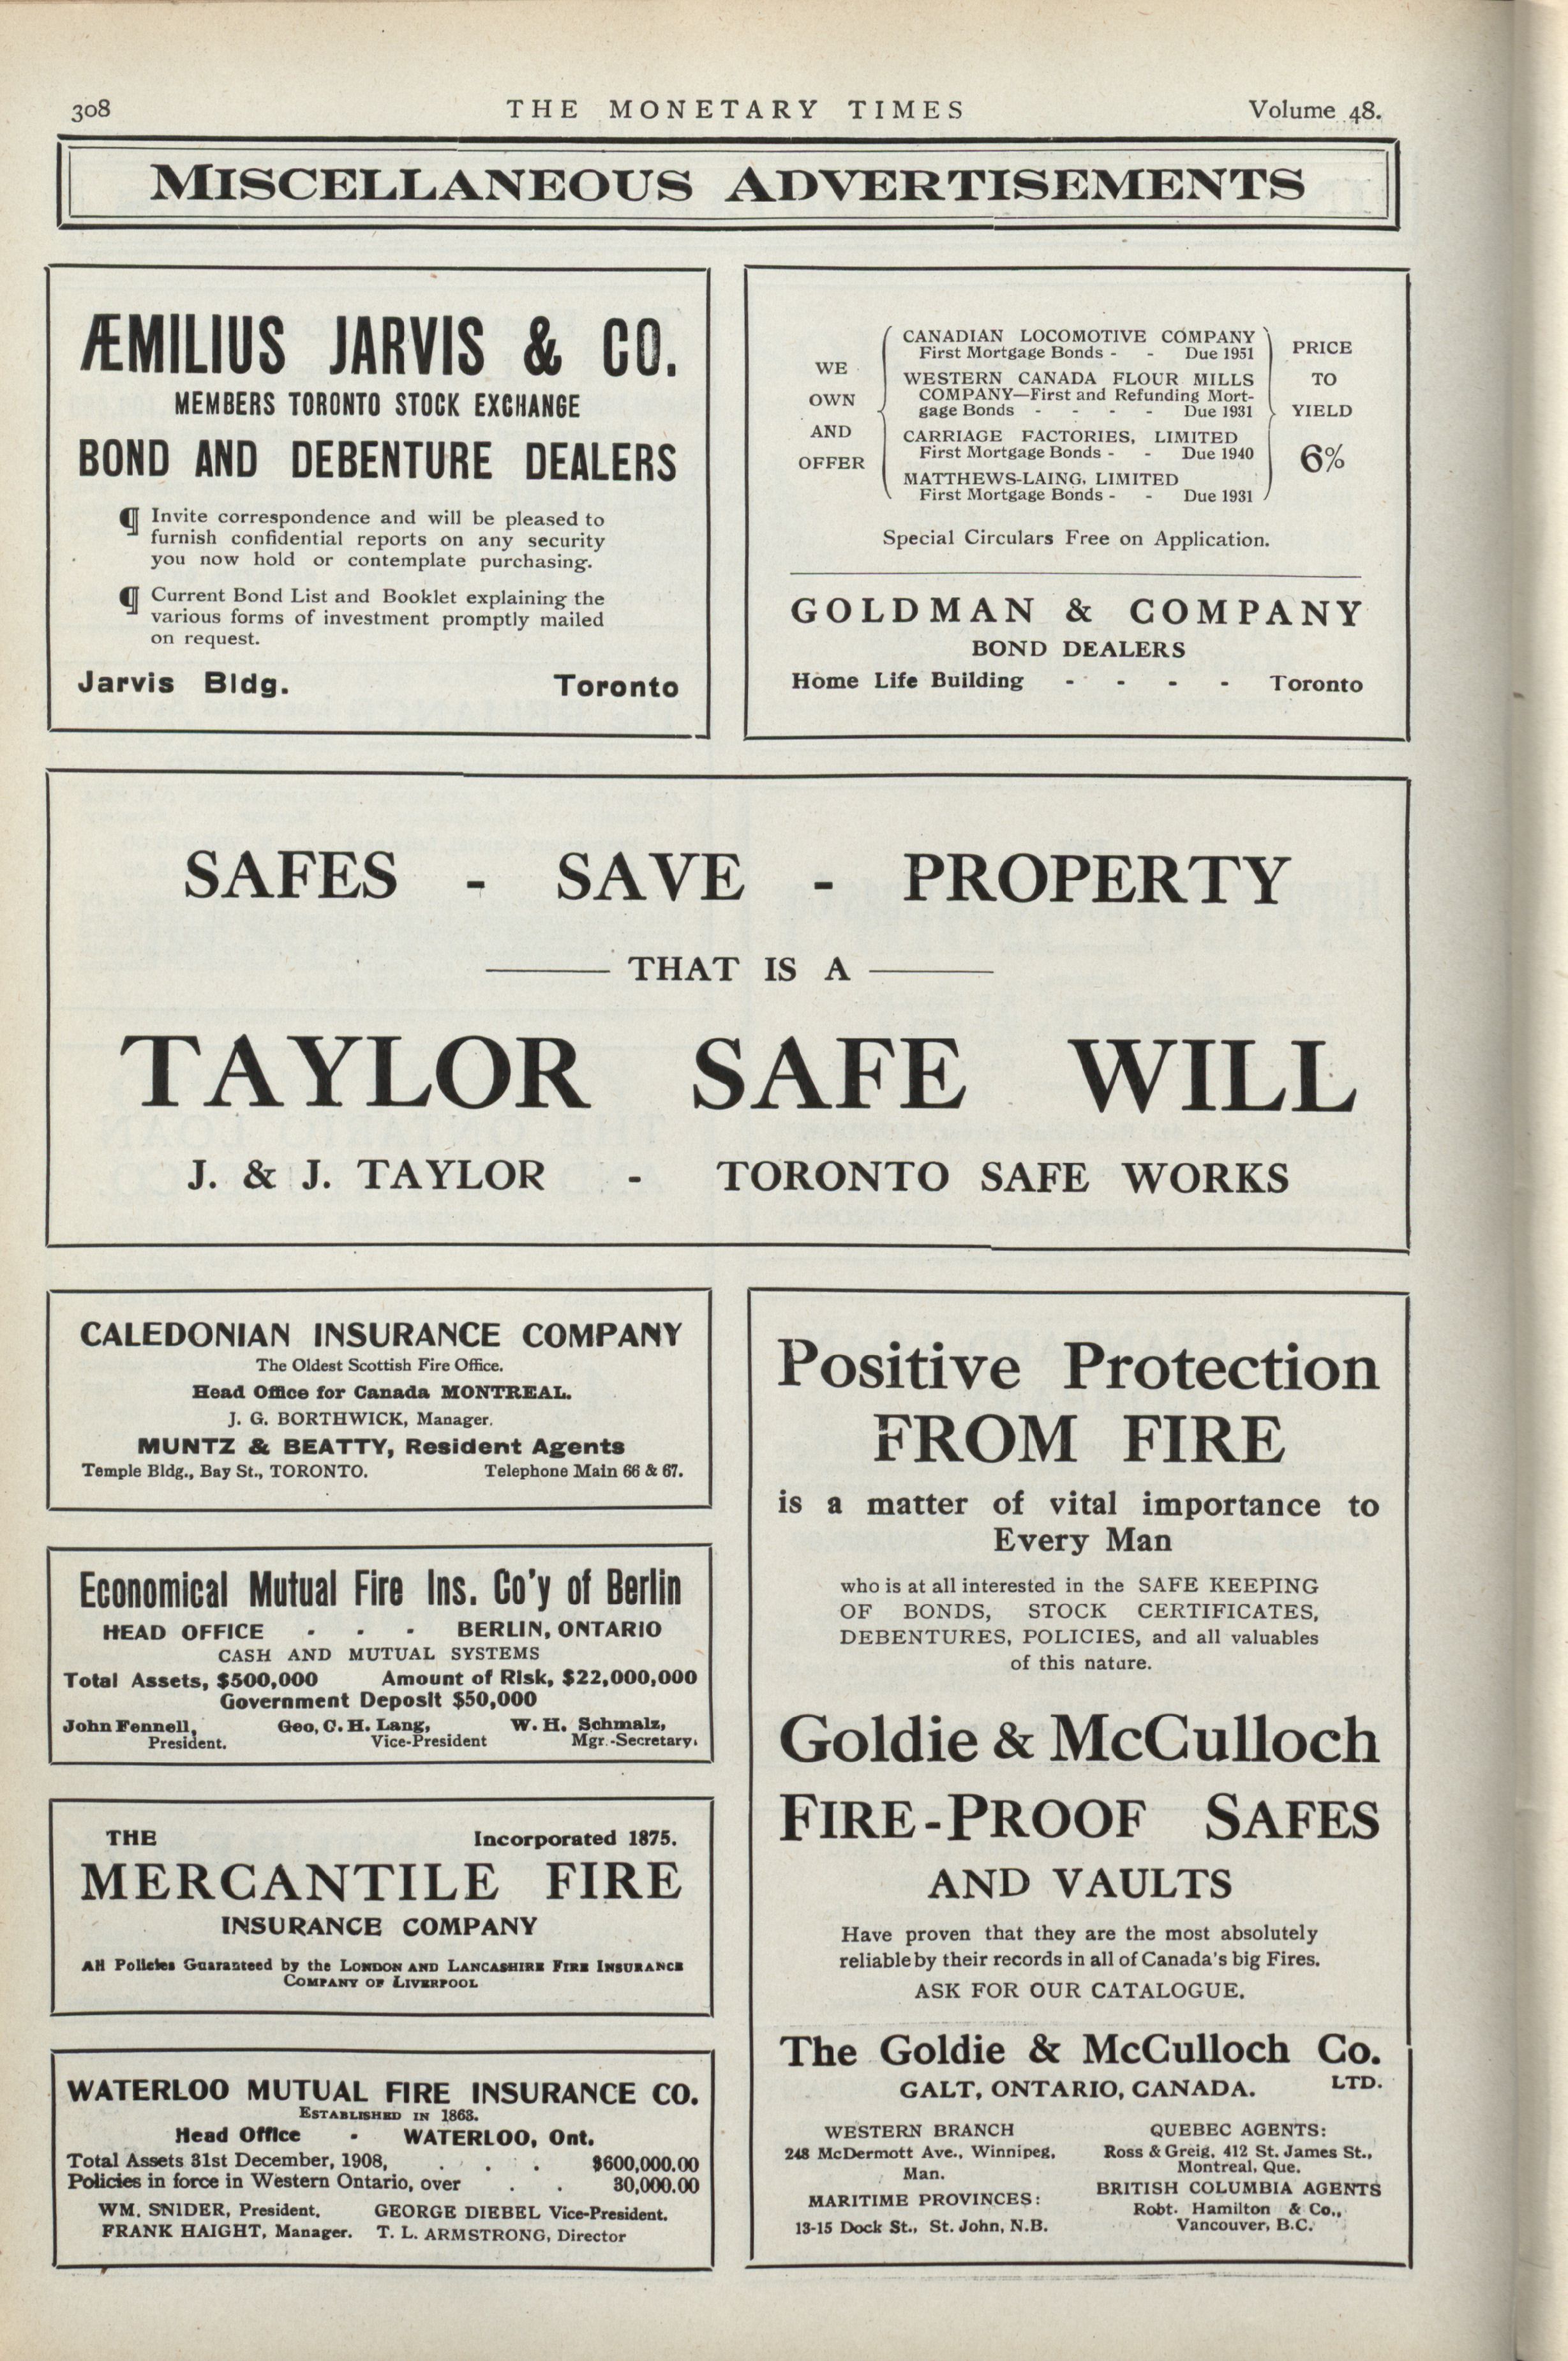 308
THE MONETARY TIMES
Volume 48.
MISCELLANEOUS ADVERTISEMENTS
ÆMILIUS JARVIS & CO.
MEMBERS TORONTO STOCK EXCHANGE
BOND AND DEBENTURE DEALERS
¶ Invite correspondence and will be pleased to
furnish confidential reports on any security
you now hold or contemplate purchasing.
¶ Current Bond List and Booklet explaining the
various forms of investment promptly mailed
on request.
Jarvis Bldg. Toronto
WE
OWN
AND
OFFER
CANADIAN LOCOMOTIVE COMPANY
First Mortgage Bonds - - Due 1951
WESTERN CANADA FLOUR MILLS
COMPANY—First and Refunding Mort-
gage Bonds - - - - Due 1931
CARRIAGE FACTORIES, LIMITED
First Mortgage Bonds - - Due 1940
MATTHEWS-LAING, LIMITED
First Mortgage Bonds - - Due 1931
PRICE
TO
YIELD
6%
Special Circulars Free on Application.
GOLDMAN & COMPANY
BOND DEALERS
Home Life Building - - - - Toronto
SAFES - SAVE - PROPERTY
THAT IS A
TAYLOR SAFE WILL
J. & J. TAYLOR - TORONTO SAFE WORKS
CALEDONIAN INSURANCE COMPANY
The Oldest Scottish Fire Office.
Head Office for Canada MONTREAL.
J. G. BORTHWICK, Manager.
MUNTZ & BEATTY, Resident Agents
Temple Bldg., Bay St., TORONTO. Telephone Main 66 & 67.
Economical Mutual Fire Ins. Co'y of Berlin
HEAD OFFICE - - - BERLIN, ONTARIO
CASH AND MUTUAL SYSTEMS
Total Assets, $500,000 Amount of Risk, $22,000,000
Government Deposit $50,000
John Fennell, Geo, C. H. Lang, W. H. Schmalz,
President. Vice-President Mgr.-Secretary.
THE Incorporated 1875.
MERCANTILE FIRE
INSURANCE COMPANY
All Policies Guaranteed by the LONDON AND LANCASHIRE FIRE INSURANCE
COMPANY OF LIVERPOOL
WATERLOO MUTUAL FIRE INSURANCE CO.
ESTABLISHED IN 1863.
Head Office - WATERLOO, Ont.
Total Assets 31st December, 1908, . . . $600,000.00
Policies in force in Western Ontario, over . . 30,000.00
WM. SNIDER, President. GEORGE DIEBEL Vice-President.
FRANK HAIGHT, Manager. T. L. ARMSTRONG, Director
Positive Protection
FROM FIRE
is a matter of vital importance to
Every Man
who is at all interested in the SAFE KEEPING
OF BONDS, STOCK CERTIFICATES,
DEBENTURES, POLICIES, and all valuables
of this nature.
Goldie & McCulloch
FIRE-PROOF SAFES
AND VAULTS
Have proven that they are the most absolutely
reliable by their records in all of Canada's big Fires.
ASK FOR OUR CATALOGUE.
The Goldie & McCulloch Co.
GALT, ONTARIO, CANADA. LTD.
WESTERN BRANCH
248 McDermott Ave., Winnipeg,
Man.
MARITIME PROVINCES:
13-15 Dock St., St. John, N.B.
QUEBEC AGENTS:
Ross & Greig, 412 St. James St.,
Montreal, Que.
BRITISH COLUMBIA AGENTS
Robt. Hamilton & Co.,
Vancouver, B.C.